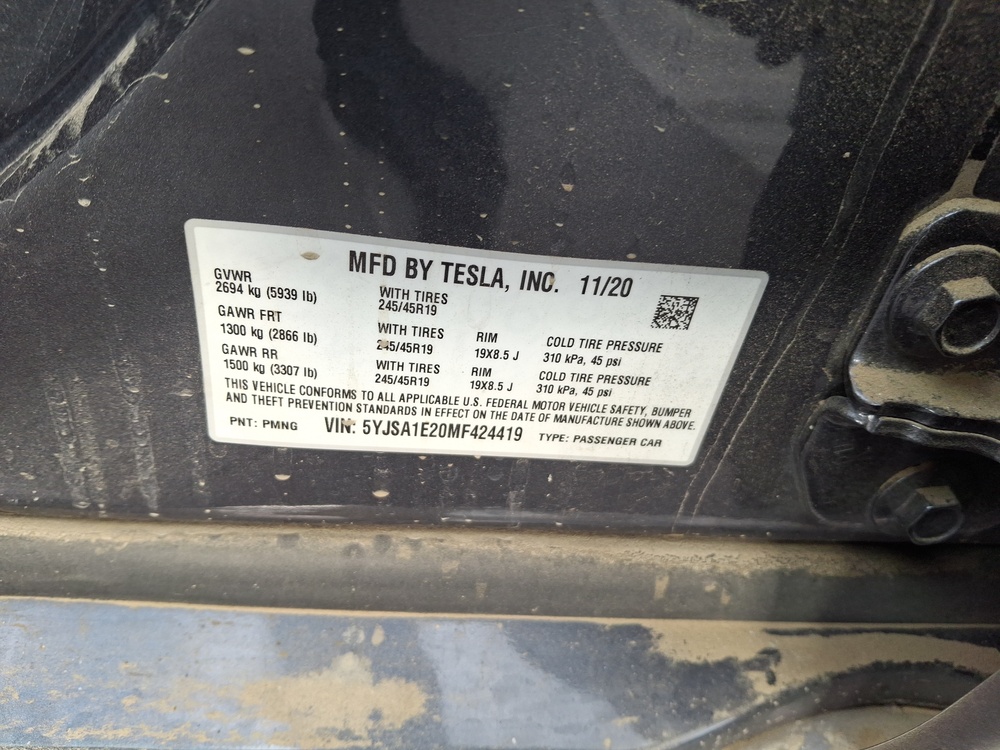 MFD BY TESLA, INC. 11/20
GVWR
2694 kg (5939 lb)
WITH TIRES
245/45R19
GAWR FRT
1300 kg (2866 lb)
WITH TIRES
245/45R19
RIM
19X8.5 J
COLD TIRE PRESSURE
310 kPa, 45 psi
GAWR RR
1500 kg (3307 lb)
WITH TIRES
245/45R19
RIM
19X8.5 J
COLD TIRE PRESSURE
310 kPa, 45 psi
THIS VEHICLE CONFORMS TO ALL APPLICABLE U.S. FEDERAL MOTOR VEHICLE SAFETY, BUMPER
AND THEFT PREVENTION STANDARDS IN EFFECT ON THE DATE OF MANUFACTURE SHOWN ABOVE.
PNT: PMNG VIN: 5YJSA1E20MF424419 TYPE: PASSENGER CAR